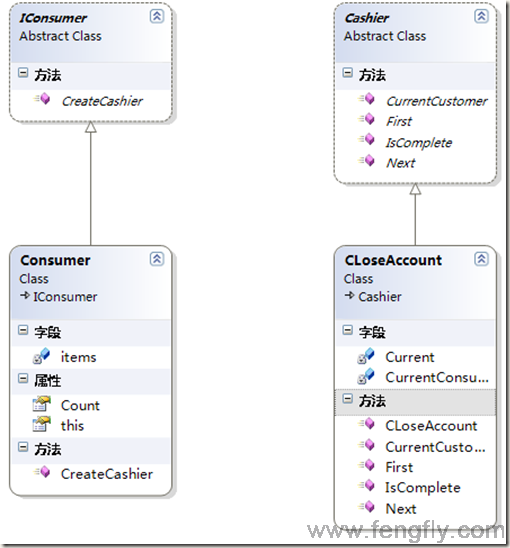 IConsumer
Abstract Class
方法
CreateCashier
Cashier
Abstract Class
方法
CurrentCustomer
First
IsComplete
Next
Consumer
Class
IConsumer
字段
items
属性
Count
this
方法
CreateCashier
CLoseAccount
Class
Cashier
字段
Current
CurrentConsu...
方法
CLoseAccount
CurrentCusto...
First
IsComplete
Next
www.fengfly.com